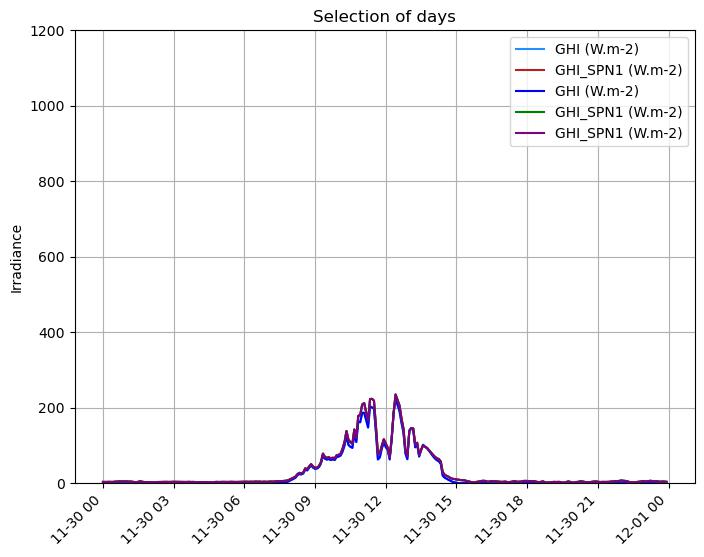 Selection of days
GHI (W.m-2)
GHI_SPN1 (W.m-2)
GHI (W.m-2)
GHI_SPN1 (W.m-2)
GHI_SPN1 (W.m-2)
Irradiance
1200
1000
800
600
400
200
0
11-30 00
11-30 03
11-30 06
11-30 09
11-30 12
11-30 15
11-30 18
11-30 21
12-01 00